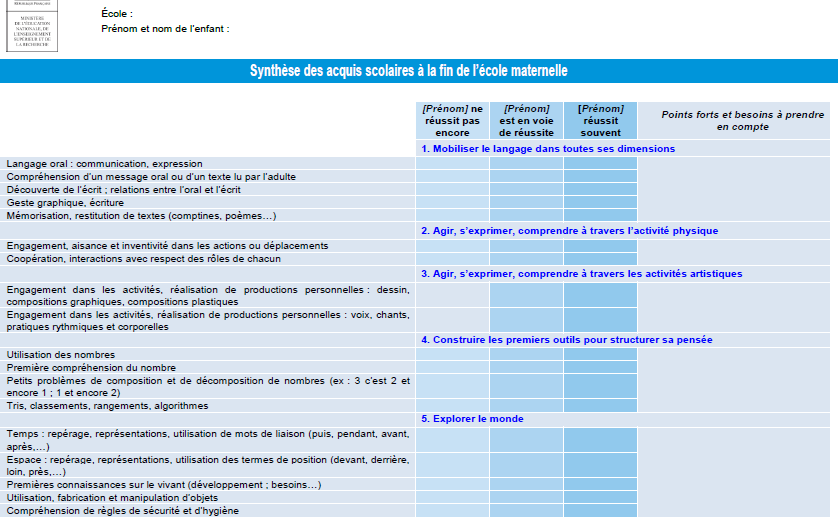 RÉPUBLIQUE FRANÇAISE
MINISTÈRE
DE L'ÉDUCATION
NATIONALE, DE
L'ENSEIGNEMENT
SUPÉRIEUR ET DE
LA RECHERCHE
École :
Prénom et nom de l'enfant :
Synthèse des acquis scolaires à la fin de l'école maternelle
[Prénom] ne
réussit pas
encore
[Prénom]
est en voie
de réussite
[Prénom]
réussit
souvent
Points forts et besoins à prendre
en compte
1. Mobiliser le langage dans toutes ses dimensions
Langage oral : communication, expression
Compréhension d'un message oral ou d'un texte lu par l'adulte
Découverte de l'écrit ; relations entre l'oral et l'écrit
Geste graphique, écriture
Mémorisation, restitution de textes (comptines, poèmes…)
2. Agir, s'exprimer, comprendre à travers l'activité physique
Engagement, aisance et inventivité dans les actions ou déplacements
Coopération, interactions avec respect des rôles de chacun
3. Agir, s'exprimer, comprendre à travers les activités artistiques
Engagement dans les activités, réalisation de productions personnelles : dessin,
compositions graphiques, compositions plastiques
Engagement dans les activités, réalisation de productions personnelles : voix, chants,
pratiques rythmiques et corporelles
4. Construire les premiers outils pour structurer sa pensée
Utilisation des nombres
Première compréhension du nombre
Petits problèmes de composition et de décomposition de nombres (ex : 3 c'est 2 et
encore 1 ; 1 et encore 2)
Tris, classements, rangements, algorithmes
5. Explorer le monde
Temps : repérage, représentations, utilisation de mots de liaison (puis, pendant, avant,
après,…)
Espace : repérage, représentations, utilisation des termes de position (devant, derrière,
loin, près,…)
Premières connaissances sur le vivant (développement ; besoins…)
Utilisation, fabrication et manipulation d'objets
Compréhension de règles de sécurité et d'hygiène